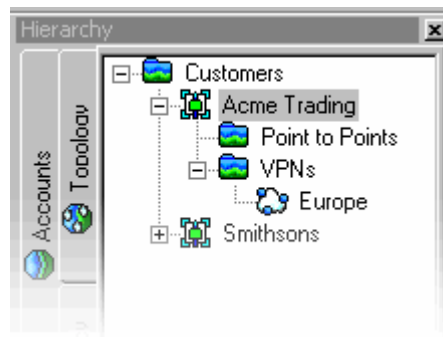 Hierarchy
Accounts
Topology
Customers
Acme Trading
Point to Points
VPNs
Europe
Smithsons